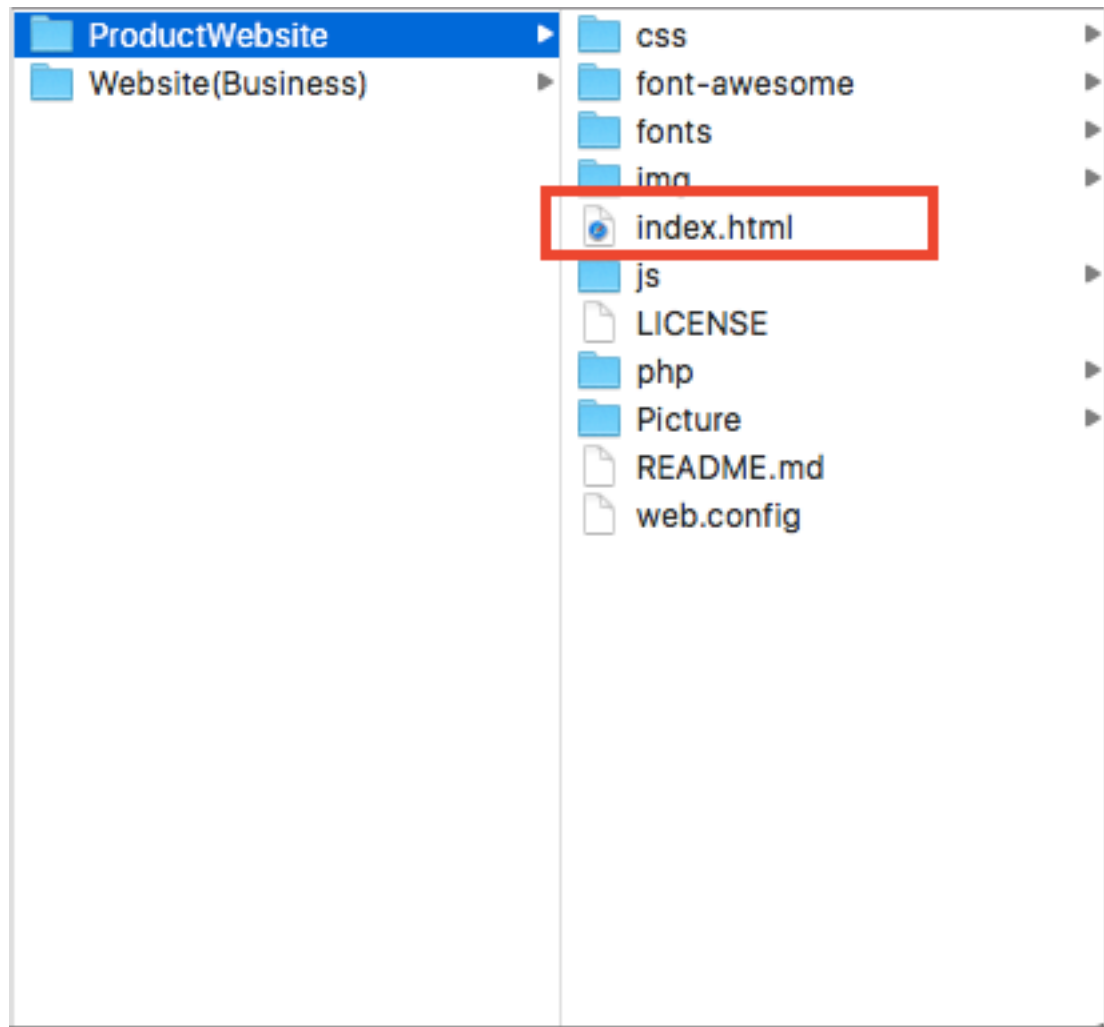 ProductWebsite
Website(Business)
css
font-awesome
fonts
img
index.html
js
LICENSE
php
Picture
README.md
web.config